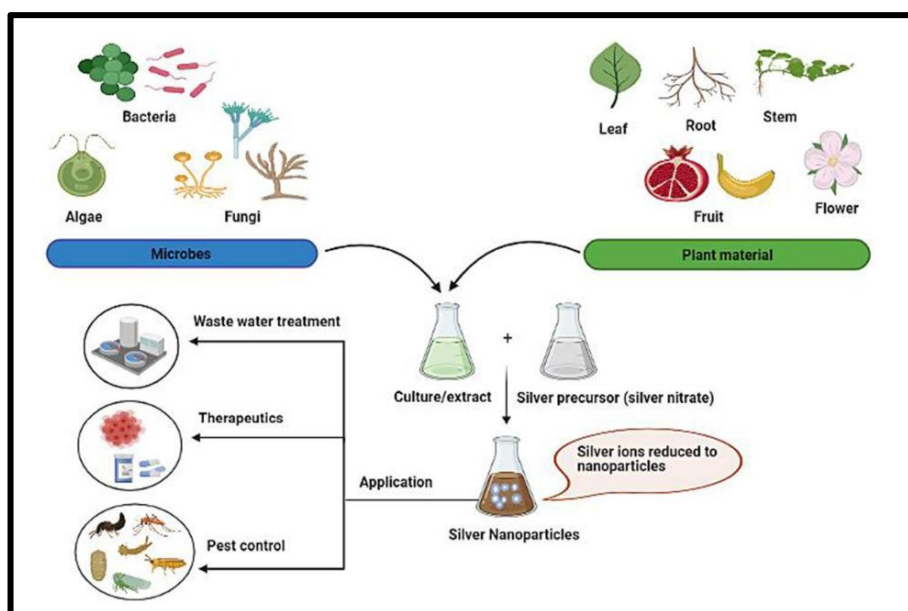 Bacteria
Algae
Fungi
Leaf
Root
Stem
Fruit
Flower
Microbes
Plant material
Waste water treatment
+
Culture/extract
Silver precursor (silver nitrate)
Therapeutics
Silver ions reduced to
nanoparticles
Application
Silver Nanoparticles
Pest control